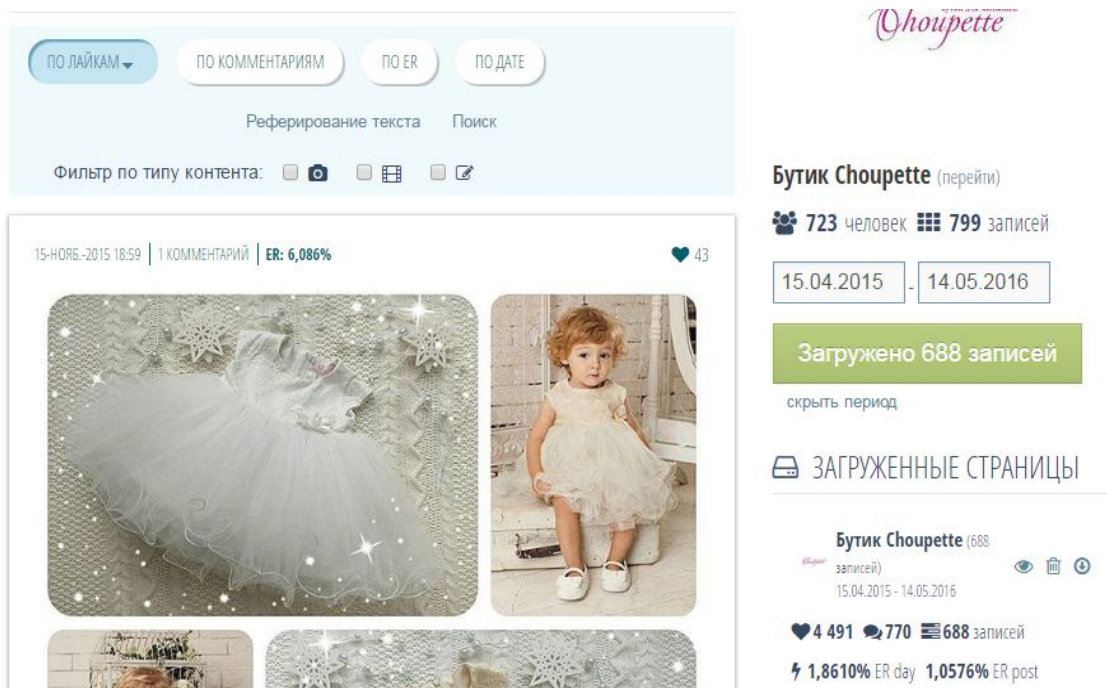 ПО ЛАЙКАМ ПО КОММЕНТАРИЯМ ПО ER ПО ДАТЕ
Реферирование текста Поиск
Фильтр по типу контента:
15-НОЯБ.-2015 18:59 1 КОММЕНТАРИЙ ER: 6,086% 43
Choupette
Бутик Choupette (перейти)
723 человек 799 записей
15.04.2015 - 14.05.2016
Загружено 688 записей
скрыть период
ЗАГРУЖЕННЫЕ СТРАНИЦЫ
Бутик Choupette (688
записей)
15.04.2015 - 14.05.2016
4 491 770 688 записей
1,8610% ER day 1,0576% ER post